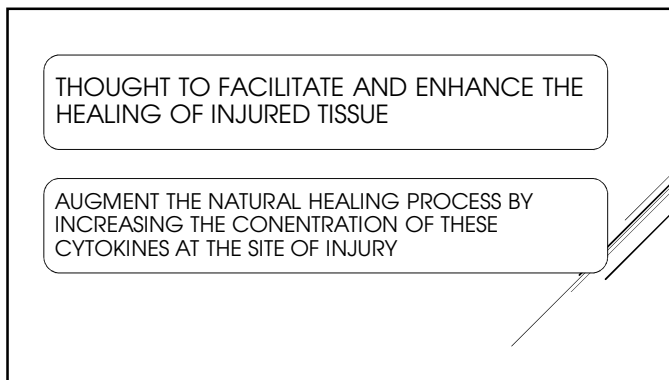 THOUGHT TO FACILITATE AND ENHANCE THE
HEALING OF INJURED TISSUE
AUGMENT THE NATURAL HEALING PROCESS BY
INCREASING THE CONENTRATION OF THESE
CYTOKINES AT THE SITE OF INJURY